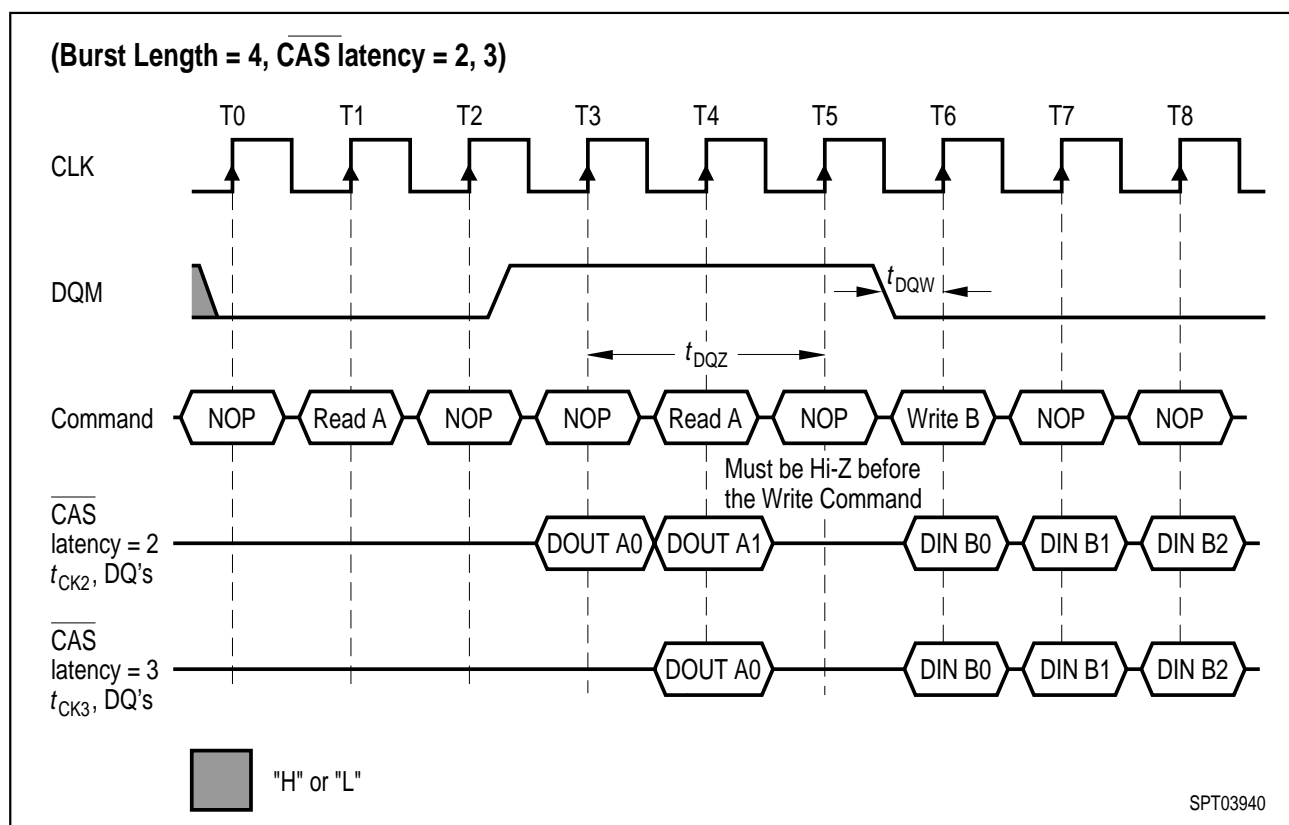 (Burst Length = 4, CAS latency = 2, 3)
T0 T1 T2 T3 T4 T5 T6 T7 T8
CLK
DQM
tDQW
tDQZ
Command NOP Read A NOP NOP Read A NOP Write B NOP NOP
Must be Hi-Z before
the Write Command
CAS
latency = 2
tCK2, DQ's
DOUT A0 DOUT A1 DIN B0 DIN B1 DIN B2
CAS
latency = 3
tCK3, DQ's
DOUT A0 DIN B0 DIN B1 DIN B2
"H" or "L"
SPT03940